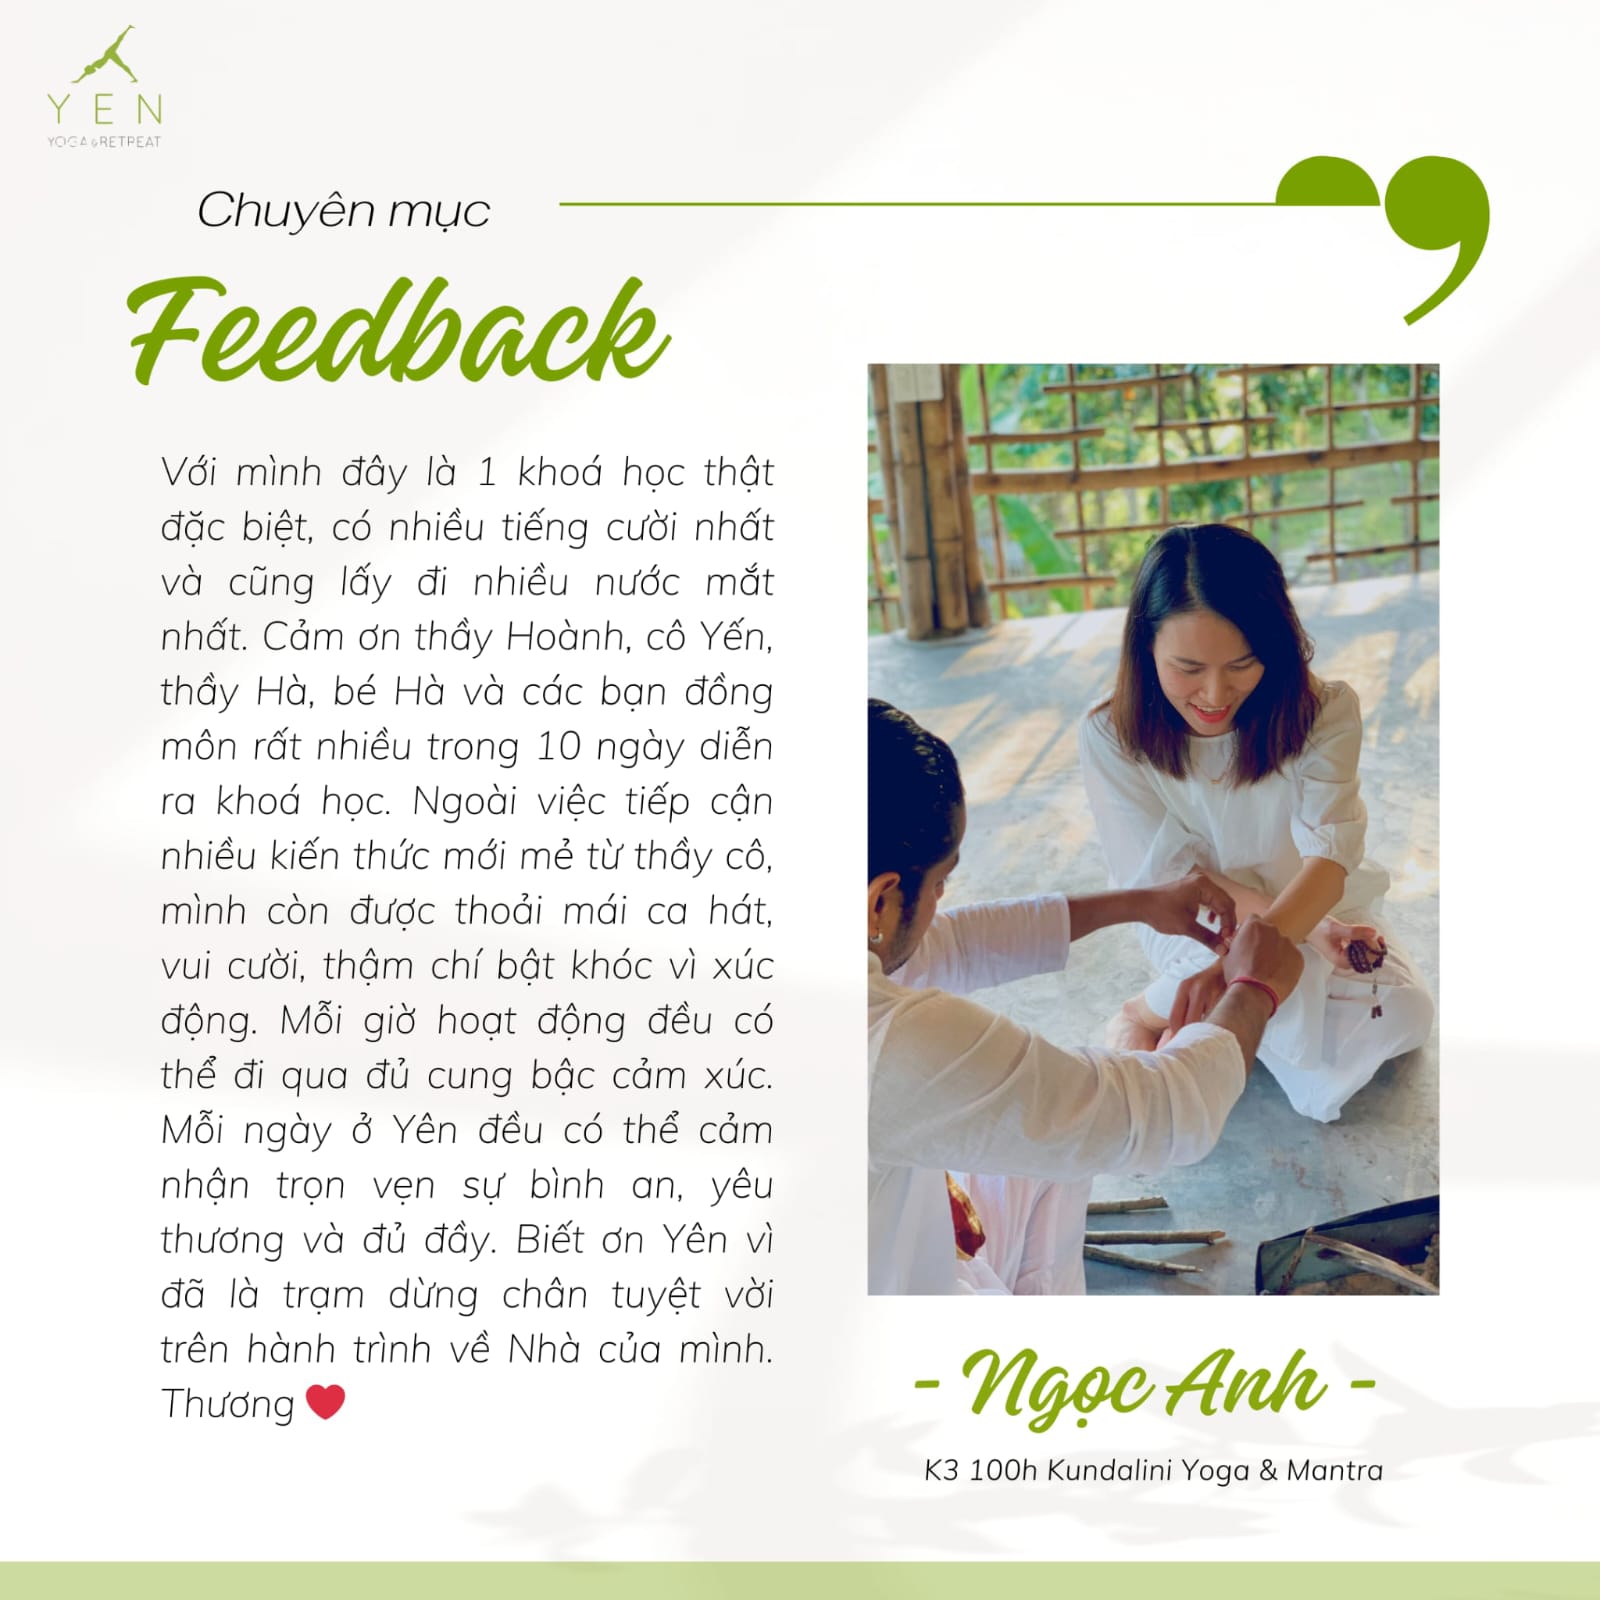 YEN
YOGA & RETREAT
Chuyên mục
Feedback
Với mình đây là 1 khoá học thật
đặc biệt, có nhiều tiếng cười nhất
và cũng lấy đi nhiều nước mắt
nhất. Cảm ơn thầy Hoành, cô Yến,
thầy Hà, bé Hà và các bạn đồng
môn rất nhiều trong 10 ngày diễn
ra khoá học. Ngoài việc tiếp cận
nhiều kiến thức mới mẻ từ thầy cô,
mình còn được thoải mái ca hát,
vui cười, thậm chí bật khóc vì xúc
động. Mỗi giờ hoạt động đều có
thể đi qua đủ cung bậc cảm xúc.
Mỗi ngày ở Yên đều có thể cảm
nhận trọn vẹn sự bình an, yêu
thương và đủ đầy. Biết ơn Yên vì
đã là trạm dừng chân tuyệt vời
trên hành trình về Nhà của mình.
Thương ❤️
- Ngọc Anh -
K3 100h Kundalini Yoga & Mantra